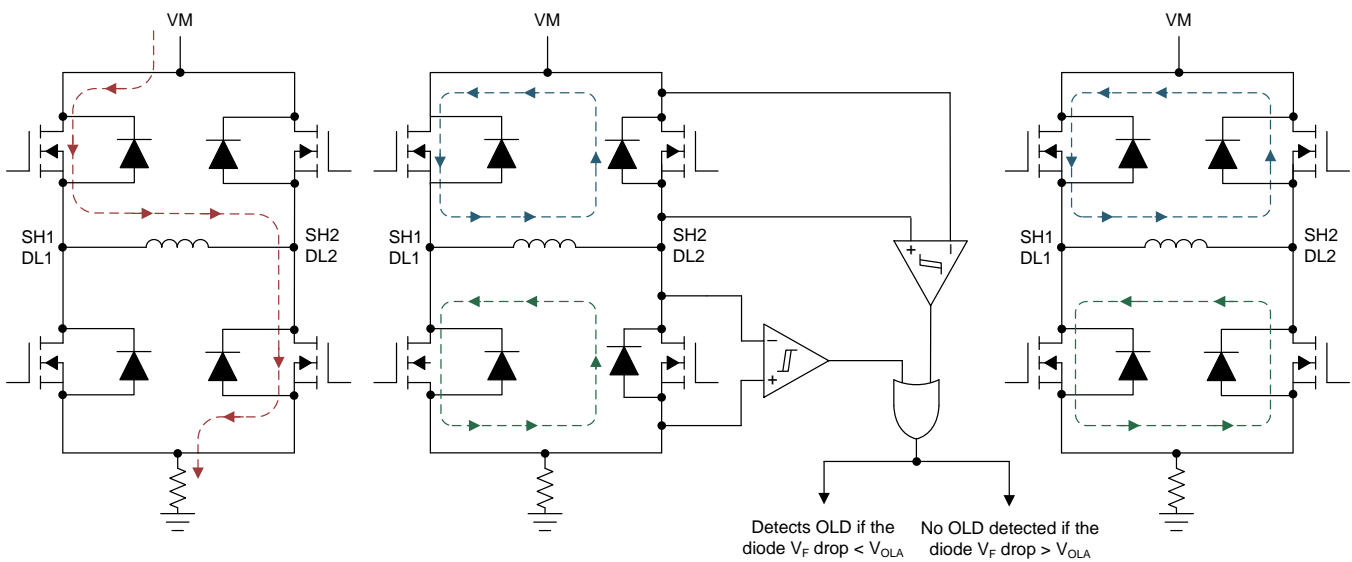 VM
VM
VM
SH1
DL1
SH2
DL2
SH1
DL1
SH2
DL2
SH1
DL1
SH2
DL2
+ −
−
+
Detects OLD if the
diode VF drop < VOLA
No OLD detected if the
diode VF drop > VOLA